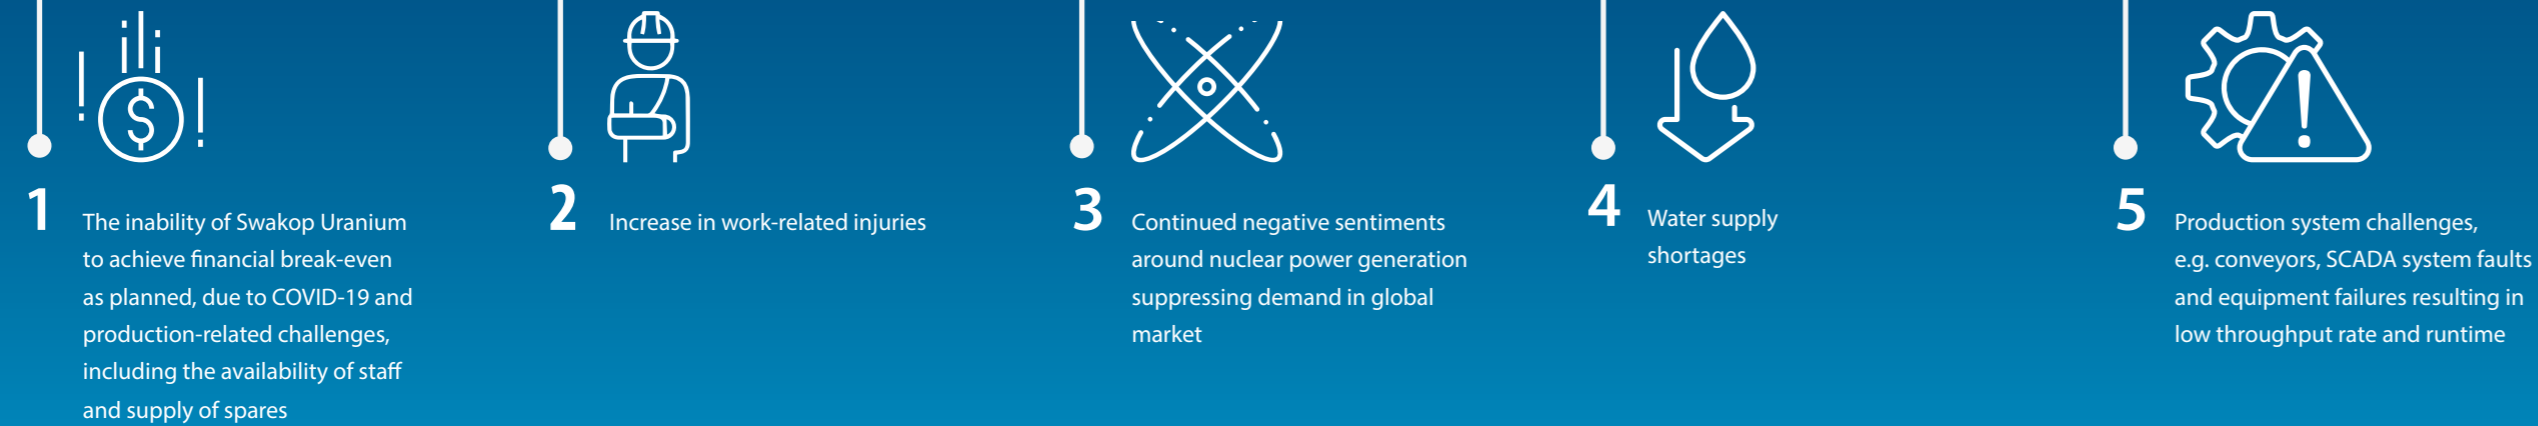 1
The inability of Swakop Uranium
to achieve financial break-even
as planned, due to COVID-19 and
production-related challenges,
including the availability of staff
and supply of spares
2
Increase in work-related injuries
3
Continued negative sentiments
around nuclear power generation
suppressing demand in global
market
4
Water supply
shortages
5
Production system challenges,
e.g. conveyors, SCADA system faults
and equipment failures resulting in
low throughput rate and runtime